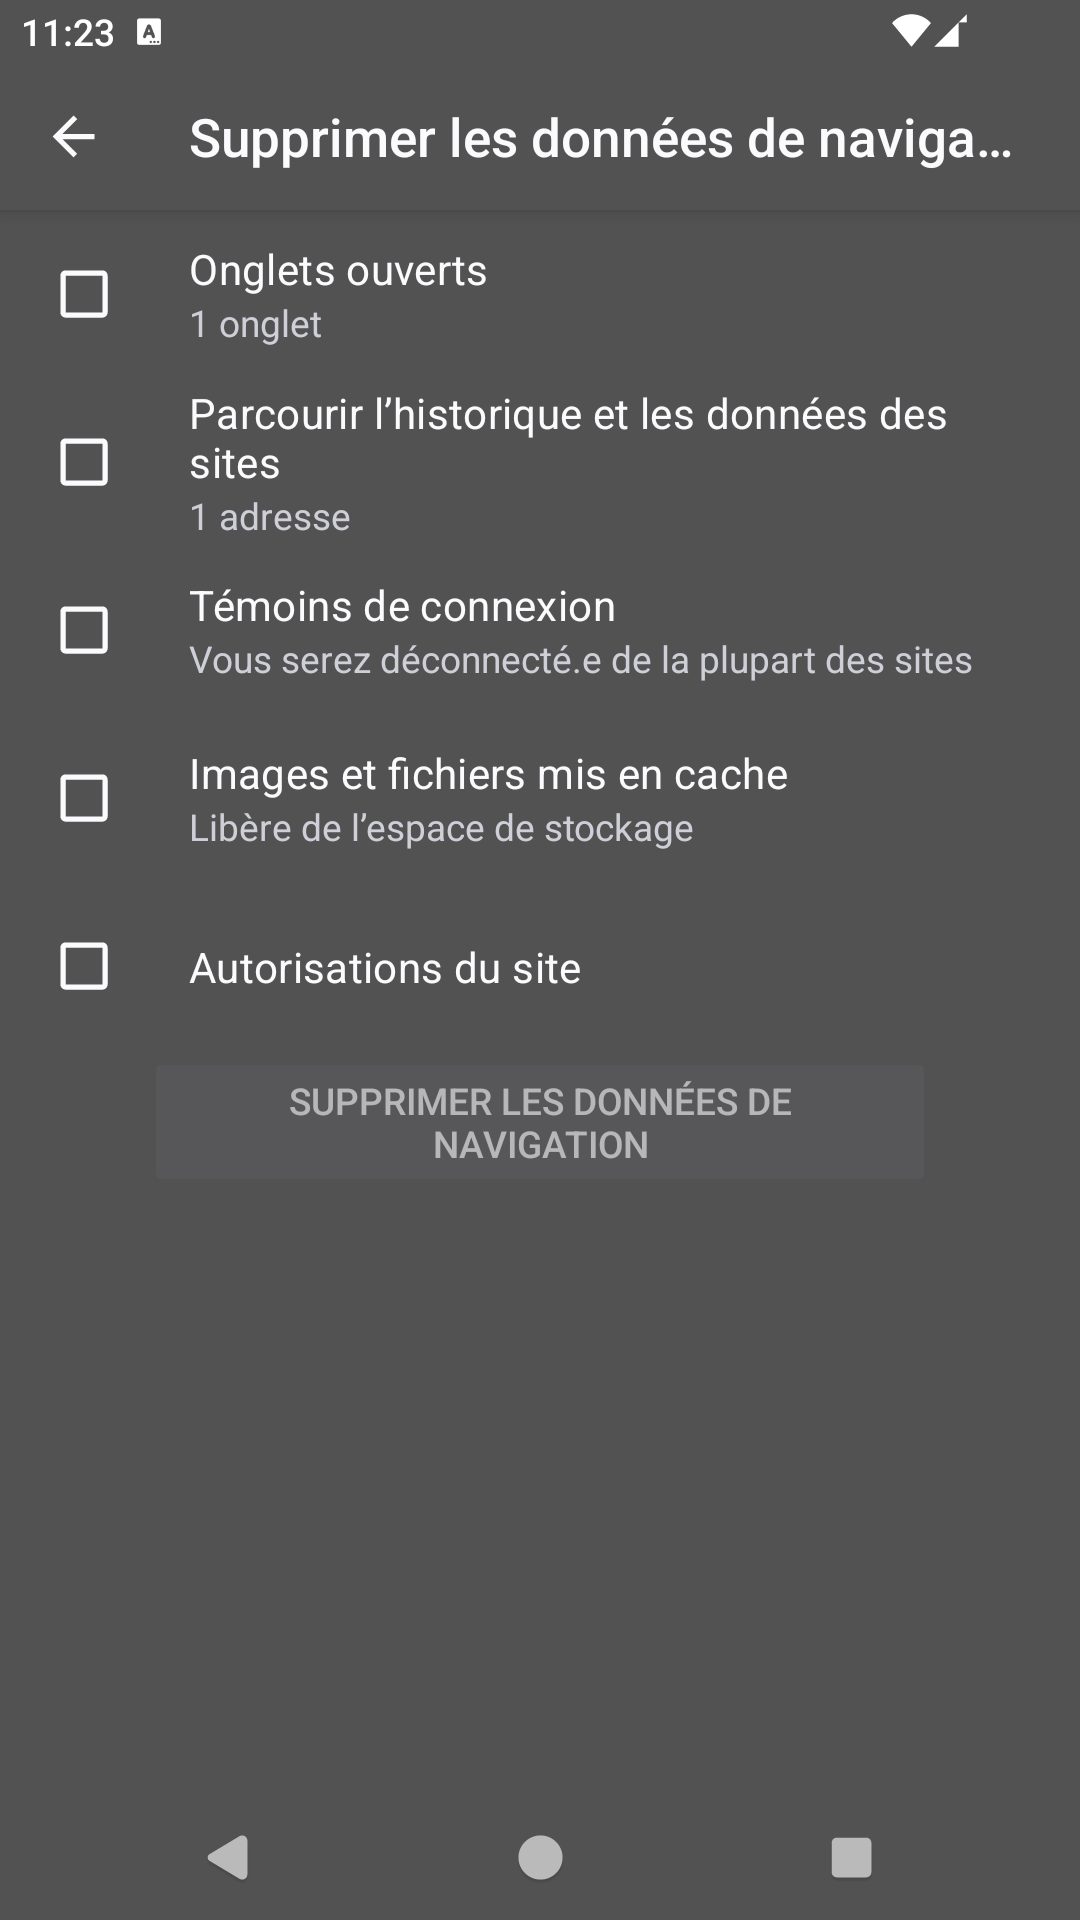 11:23
Supprimer les données de naviga…
Onglets ouverts
1 onglet
Parcourir l’historique et les données des
sites
1 adresse
Témoins de connexion
Vous serez déconnecté.e de la plupart des sites
Images et fichiers mis en cache
Libère de l’espace de stockage
Autorisations du site
SUPPRIMER LES DONNÉES DE
NAVIGATION